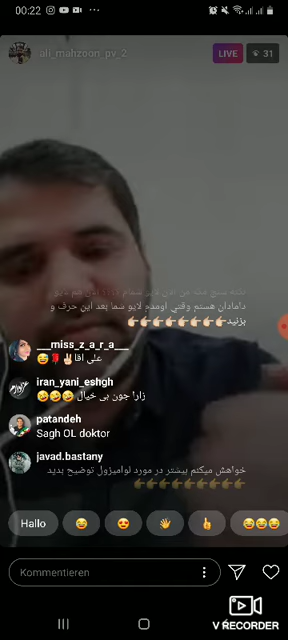 00:22
ali_mahzoon_pv_2
LIVE
31
دامادان هستم وقتی اومدم لایو شما بعد این حرف و
بزنید👉👉👉👉👉👉👉👉
___miss_z_a_r_a___
علی اقا✌🌹😄
iran_yani_eshgh
زارا جون بی خیال🤣🤣🤣
patandeh
Sagh OL doktor
javad.bastany
خواهش میکنم بیشتر در مورد لوامیزول توضیح بدید
👉👉👉👉👉👉👉👉👉
Hallo
Kommentieren
V RECORDER